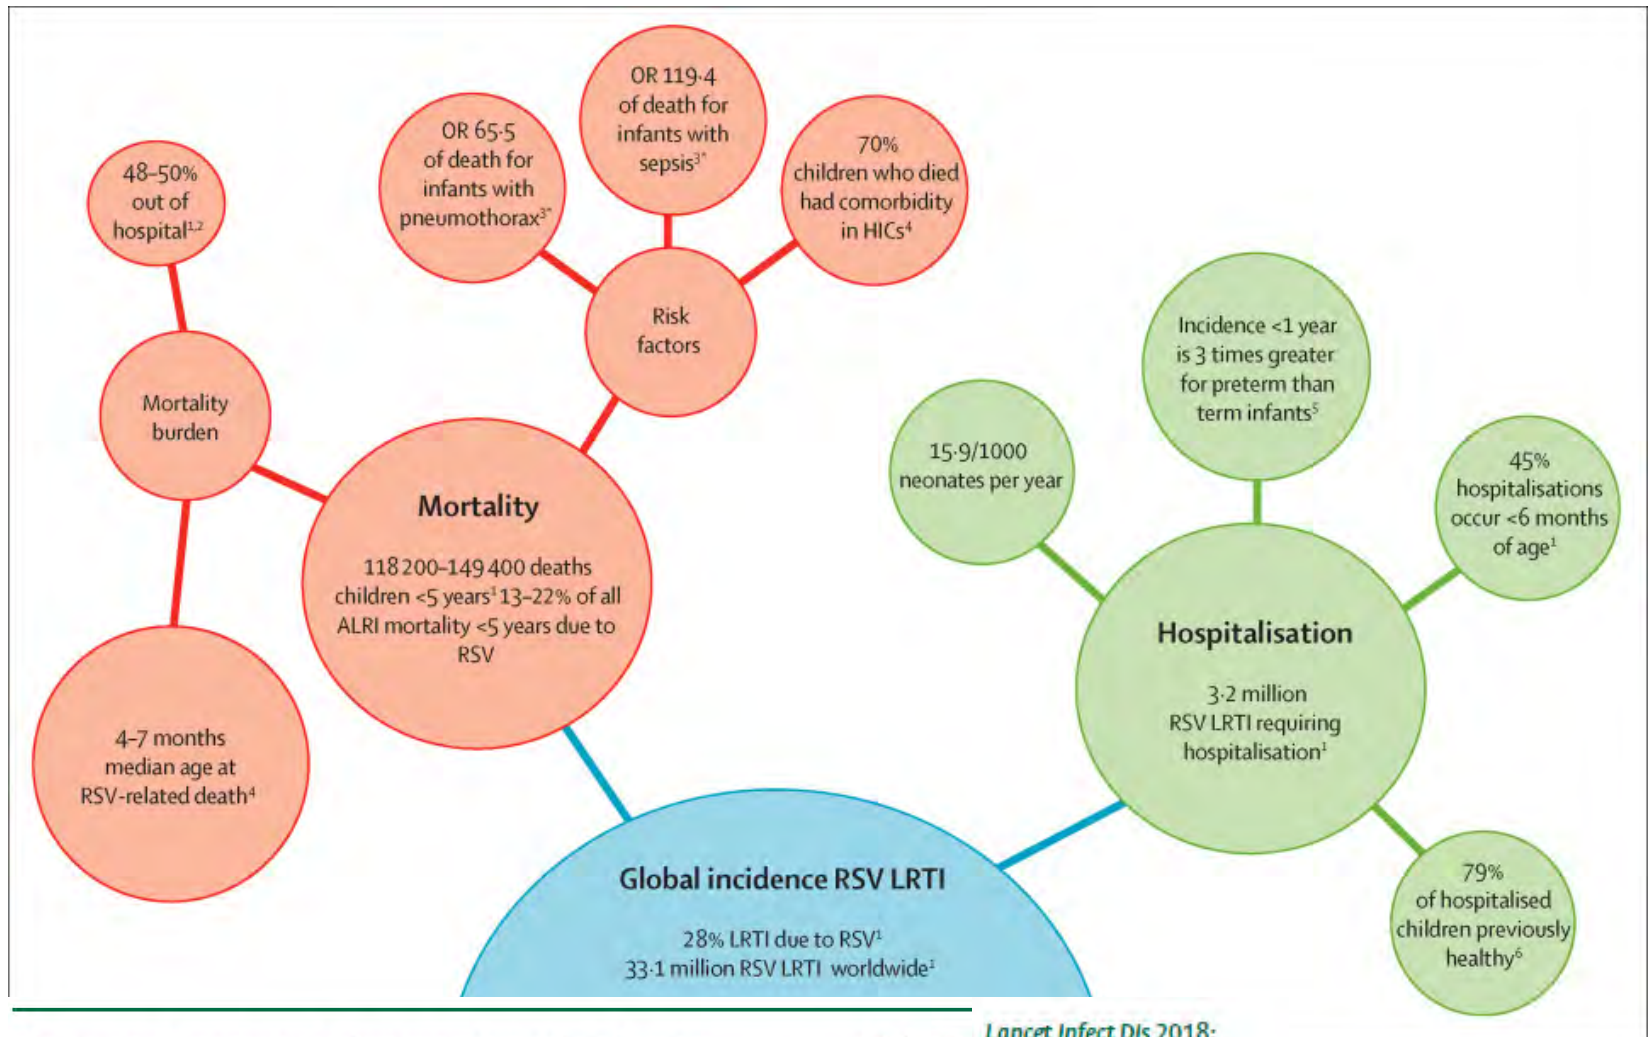 48–50%
out of
hospital¹,²
OR 65·5
of death for
infants with
pneumothorax³*
OR 119·4
of death for
infants with
sepsis³*
70%
children who died
had comorbidity
in HICs⁴
Risk
factors
Mortality
burden
Mortality
118 200–149 400 deaths
children <5 years¹ 13–22% of all
ALRI mortality <5 years due to
RSV
4–7 months
median age at
RSV-related death⁴
Incidence <1 year
is 3 times greater
for preterm than
term infants⁵
15·9/1000
neonates per year
45%
hospitalisations
occur <6 months
of age¹
Hospitalisation
3·2 million
RSV LRTI requiring
hospitalisation¹
79%
of hospitalised
children previously
healthy⁶
Global incidence RSV LRTI
28% LRTI due to RSV¹
33·1 million RSV LRTI worldwide¹
Lancet Infect Dis 2018;